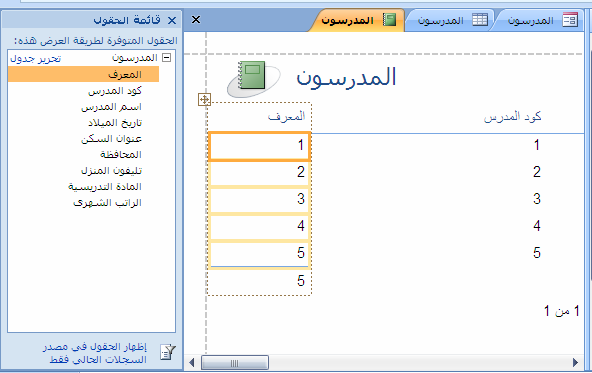 المدرسون
المدرسون
المدرسون
المدرسون
كود المدرس
المعرف
1
1
2
2
3
3
4
4
5
5
5
1 من 1
قائمة الحقول
الحقول المتوفرة لطريقة العرض هذه:
المدرسون تحرير جدول
المعرف
كود المدرس
اسم المدرس
تاريخ الميلاد
عنوان السكن
المحافظة
تليفون المنزل
المادة التدريسية
الراتب الشهرى
إظهار الحقول في مصدر
السجلات الحالي فقط